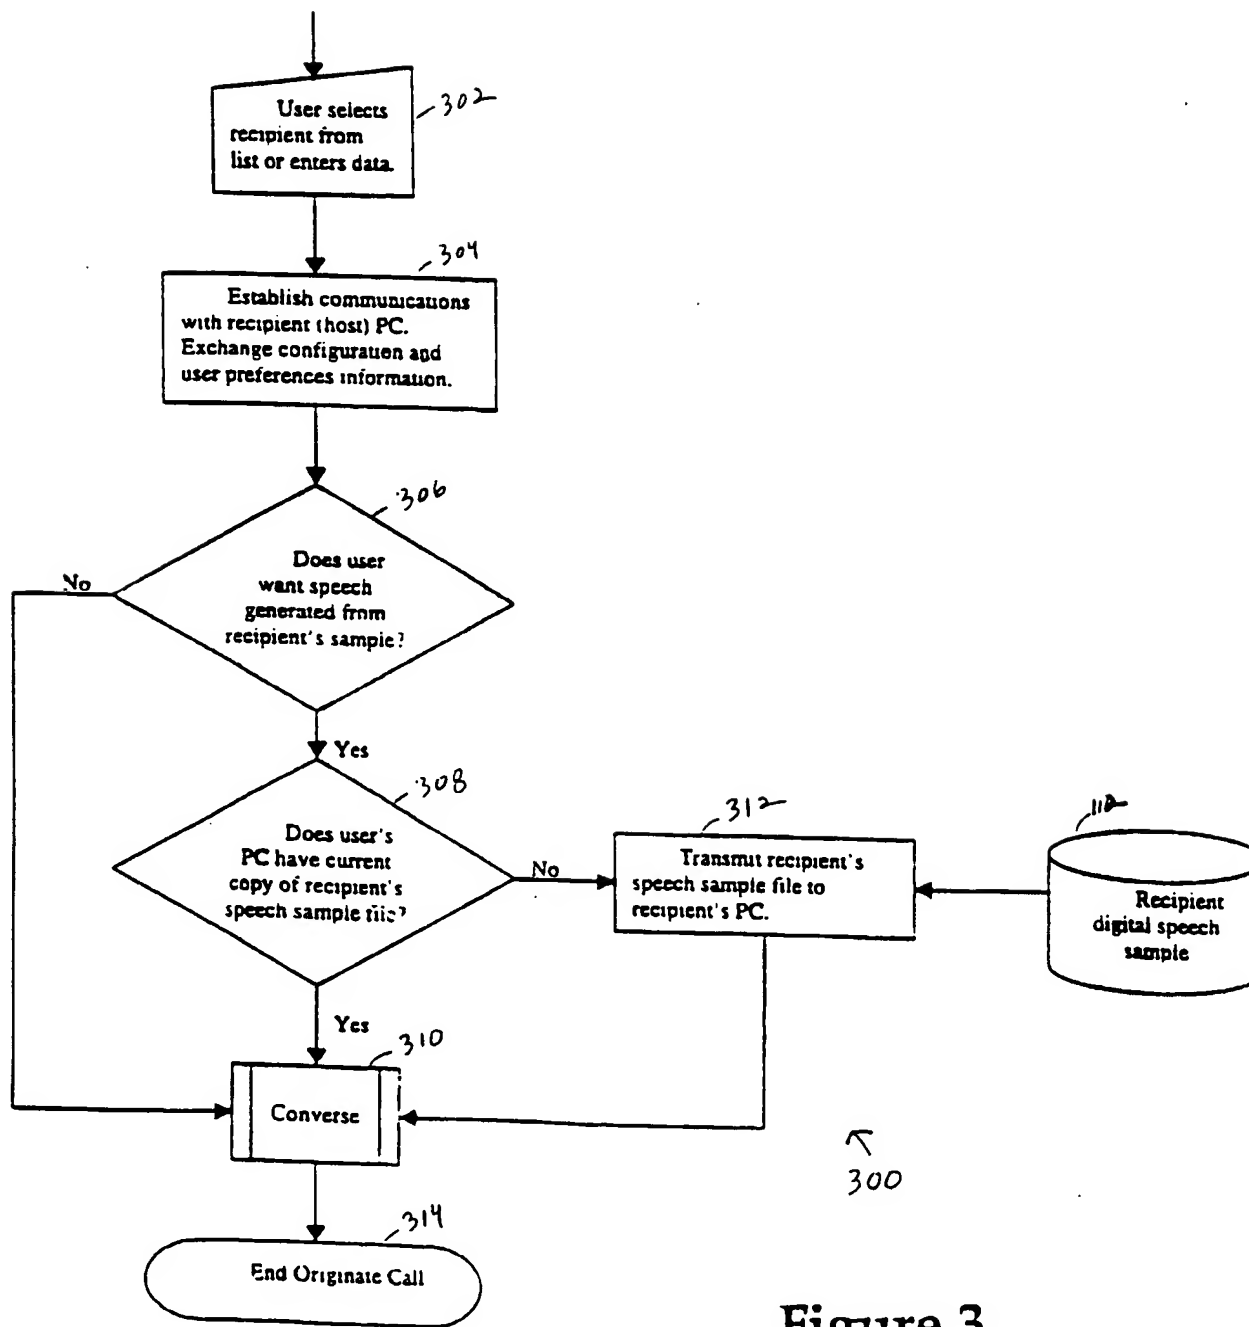 User selects
recipient from
list or enters data.
302
304
Establish communications
with recipient (host) PC.
Exchange configuration and
user preferences information.
306
Does user
want speech
generated from
recipient's sample?
No
Yes
308
Does user's
PC have current
copy of recipient's
speech sample file?
No
312
Transmit recipient's
speech sample file to
recipient's PC.
112
Recipient
digital speech
sample
Yes
310
Converse
300
314
End Originate Call
Figure 3